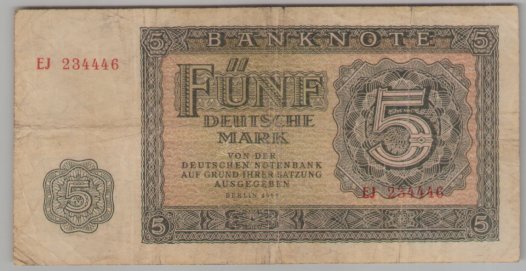 5 BANKNOTE 5
EJ 234446
FÜNF
DEUTSCHE
MARK
5
VON DER
DEUTSCHEN NOTENBANK
AUF GRUND IHRER SATZUNG
AUSGEGEBEN
BERLIN
5
EJ 234446
5 5